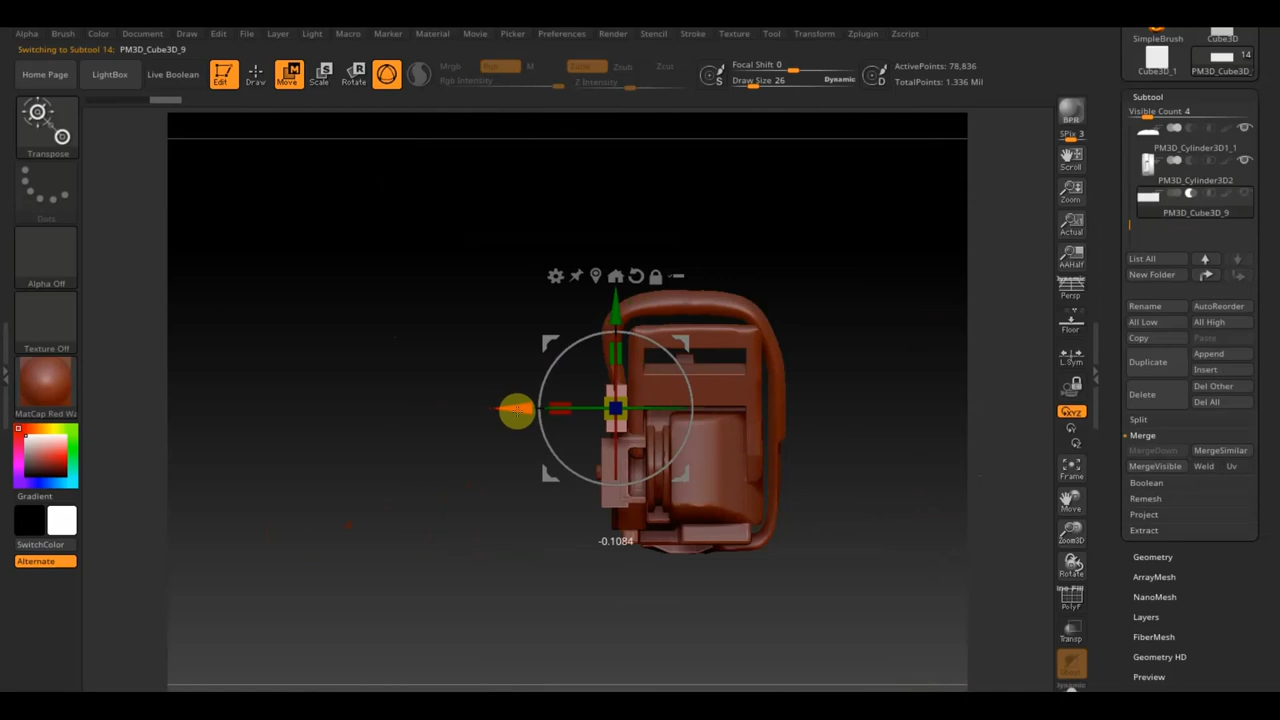 Alpha Brush Color Document Draw Edit File Layer Light Macro Marker Material Movie Picker Preferences Render Stencil Stroke Texture Tool Transform Zplugin Zscript
Switching to Subtool 14: PM3D_Cube3D_9
Home Page
LightBox
Live Boolean
Edit
Draw
Move
Scale
Rotate
Mrgb
Rgb
M
Rgb Intensity
Zadd
Zsub
Zcut
Z Intensity
S
Focal Shift 0
Draw Size 26
Dynamic
D
ActivePoints: 78,836
TotalPoints: 1.336 Mil
Transpose
Dots
Alpha Off
Texture Off
MatCap Red Wa
Gradient
SwitchColor
Alternate
-0.1084
BPR
SPix 3
Scroll
Zoom
Actual
AAHalf
Persp
Floor
L.Sym
XYZ
Frame
Move
Zoom3D
Rotate
PolyF
Transp
Dynamic
SimpleBrush
Cube3D
14
Cube3D_1
PM3D_Cube3D_
Subtool
Visible Count 4
PM3D_Cylinder3D1_1
PM3D_Cylinder3D2
PM3D_Cube3D_9
List All
New Folder
Rename
AutoReorder
All Low
All High
Copy
Paste
Duplicate
Append
Insert
Delete
Del Other
Del All
Split
Merge
MergeDown
MergeSimilar
MergeVisible
Weld
Uv
Boolean
Remesh
Project
Extract
Geometry
ArrayMesh
NanoMesh
Layers
FiberMesh
Geometry HD
Preview